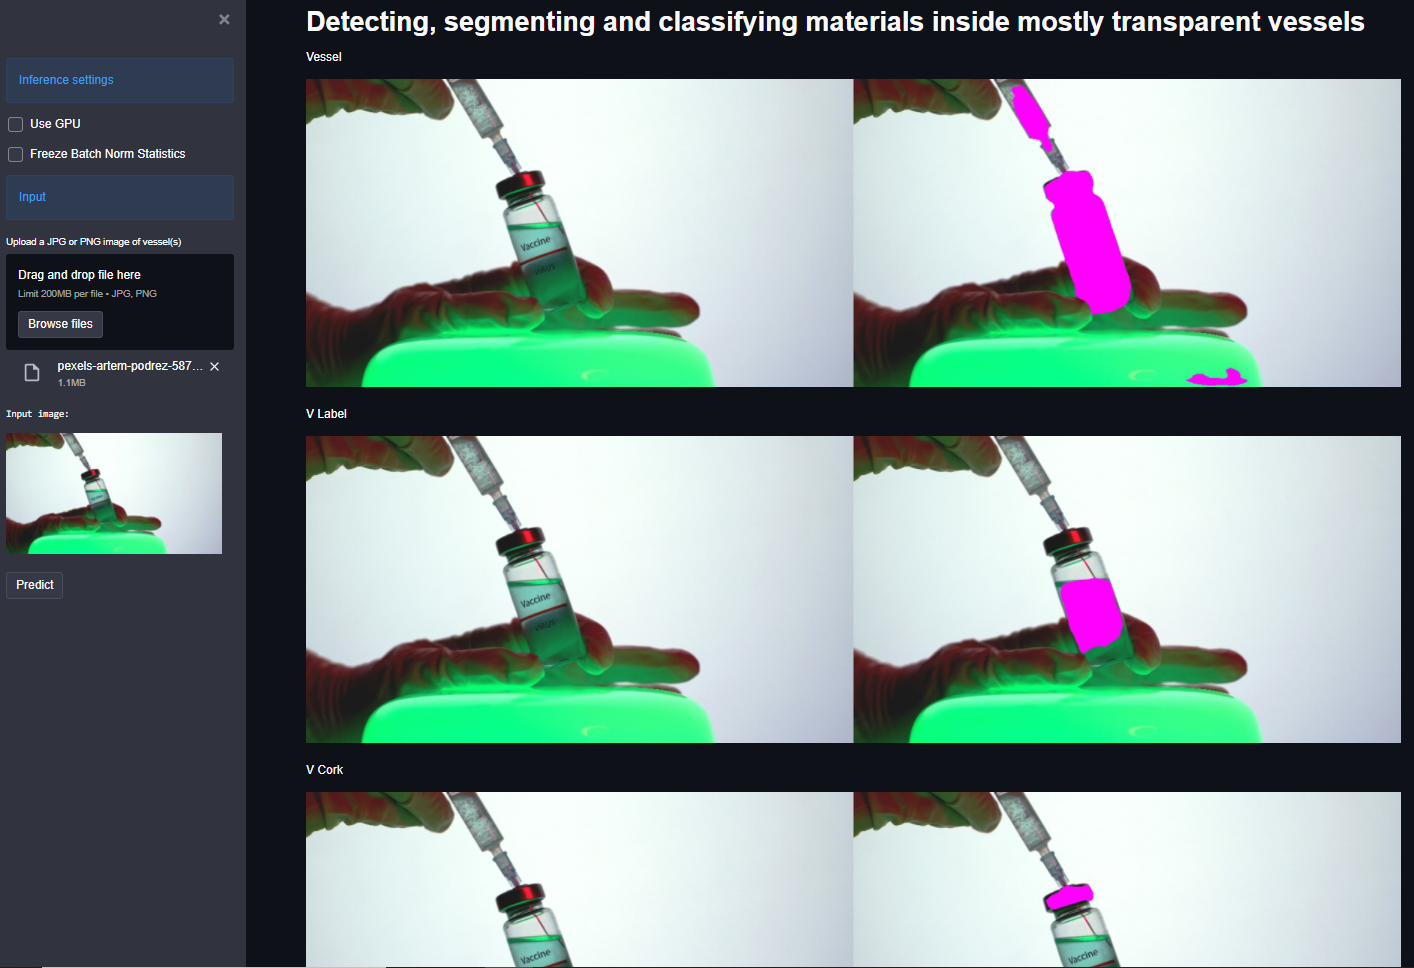 Inference settings
Use GPU
Freeze Batch Norm Statistics
Input
Upload a JPG or PNG image of vessel(s)
Drag and drop file here
Limit 200MB per file • JPG, PNG
Browse files
pexels-artem-podrez-587...
1.1MB
Input image:
Predict
Detecting, segmenting and classifying materials inside mostly transparent vessels
Vessel
Vaccine
VIRUS
V Label
Vaccine
VIRUS
V Cork
Vaccine
Vaccine